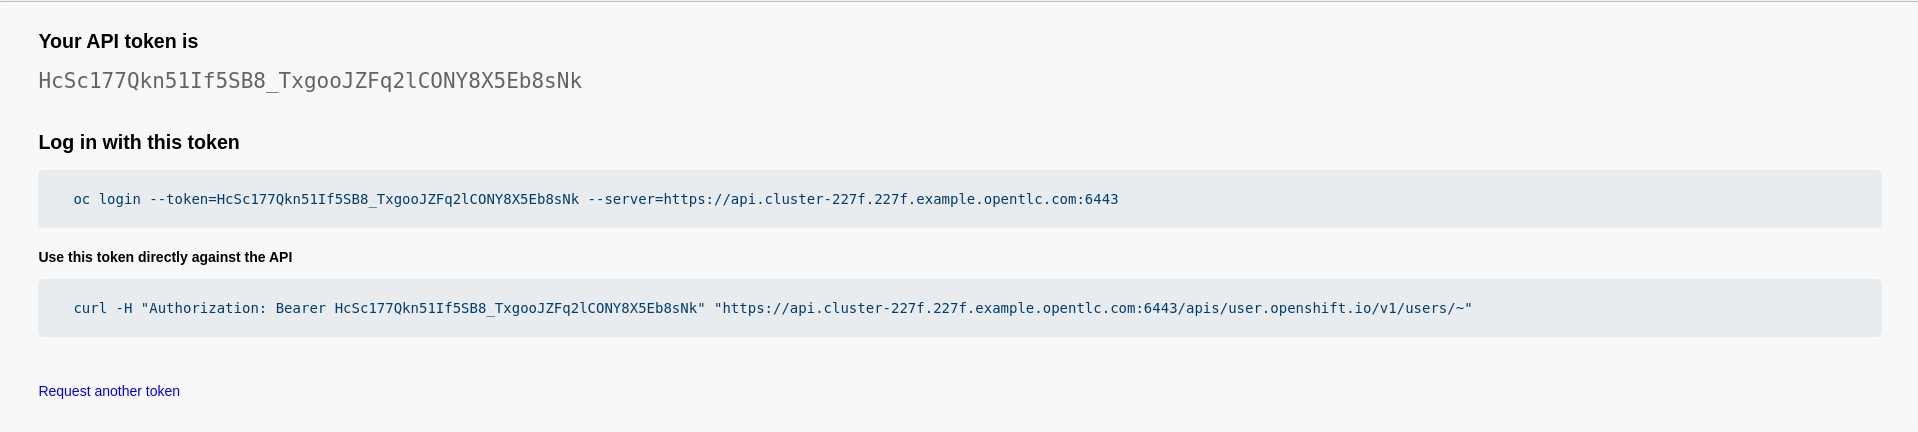 Your API token is
HcSc177Qkn51If5SB8_TxgooJZFq2lCONY8X5Eb8sNk
Log in with this token
oc login --token=HcSc177Qkn51If5SB8_TxgooJZFq2lCONY8X5Eb8sNk --server=https://api.cluster-227f.227f.example.opentlc.com:6443
Use this token directly against the API
curl -H "Authorization: Bearer HcSc177Qkn51If5SB8_TxgooJZFq2lCONY8X5Eb8sNk" "https://api.cluster-227f.227f.example.opentlc.com:6443/apis/user.openshift.io/v1/users/~"
Request another token